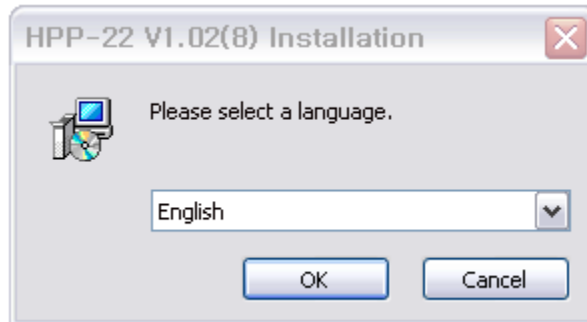 HPP-22 V1.02(8) Installation
Please select a language.
English
OK
Cancel